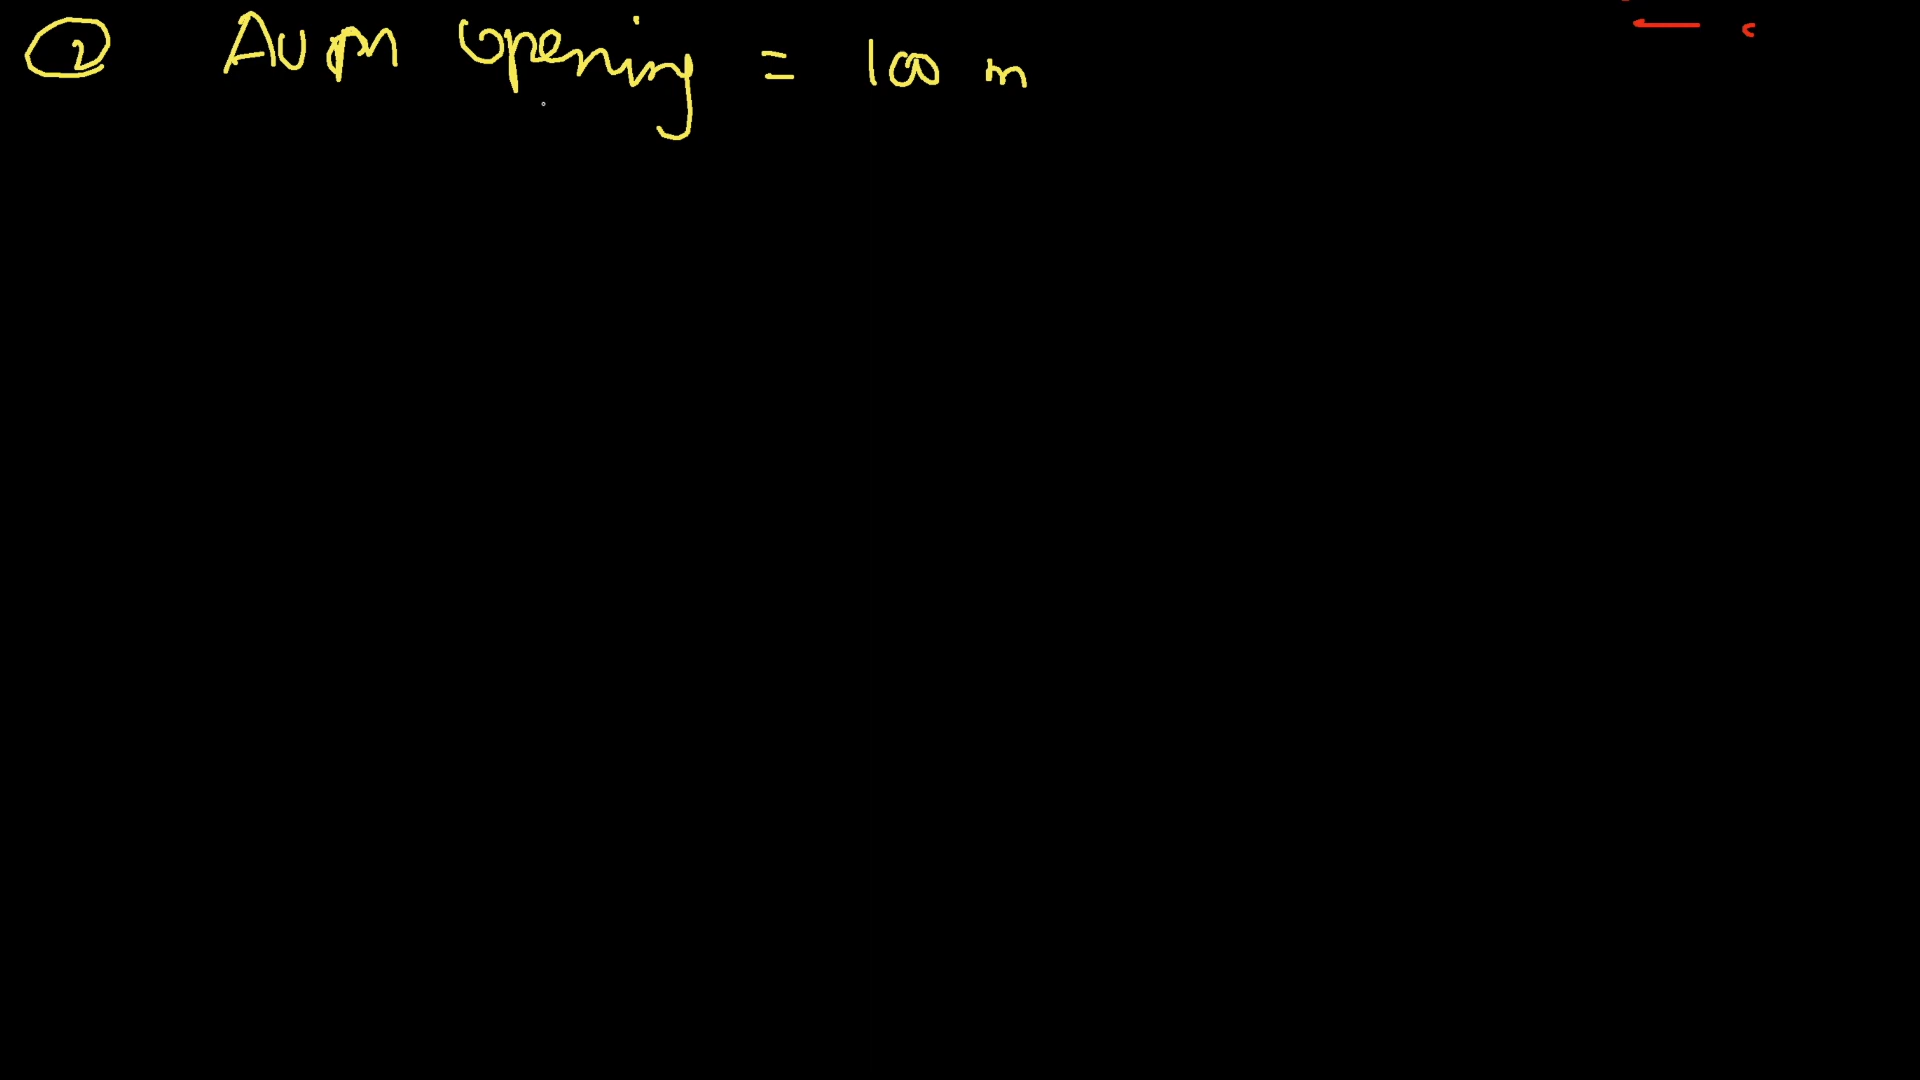 ② AUM opening = 100 m